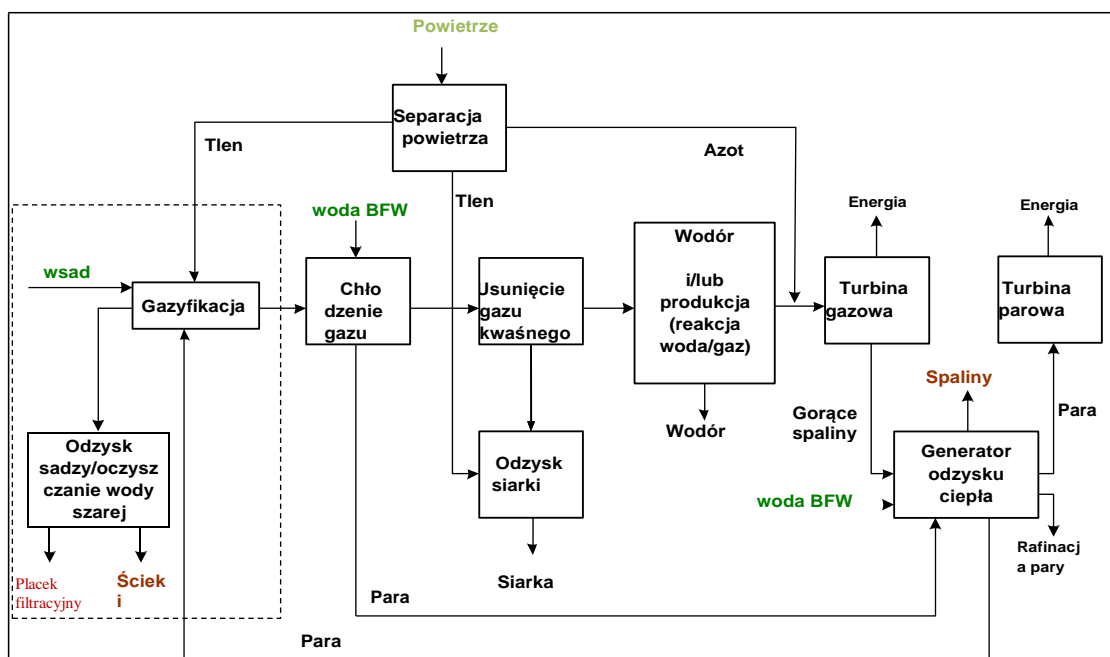 Powietrze
Separacja
powietrza
Tlen
Azot
Tlen
woda BFW
wsad
Gazyfikacja
Chło
dzenie
gazu
Usunięcie
gazu
kwaśnego
Wodór
i/lub
produkcja
(reakcja
woda/gaz)
Energia
Turbina
gazowa
Energia
Turbina
parowa
Spaliny
Gorące
spaliny
Para
Wodór
Odzysk
sadzy/oczysz
czanie wody
szarej
Odzysk
siarki
Generator
odzysku
ciepła
woda BFW
Placek
filtracyjny
Ściek
i
Siarka
Rafinacj
a pary
Para
Para